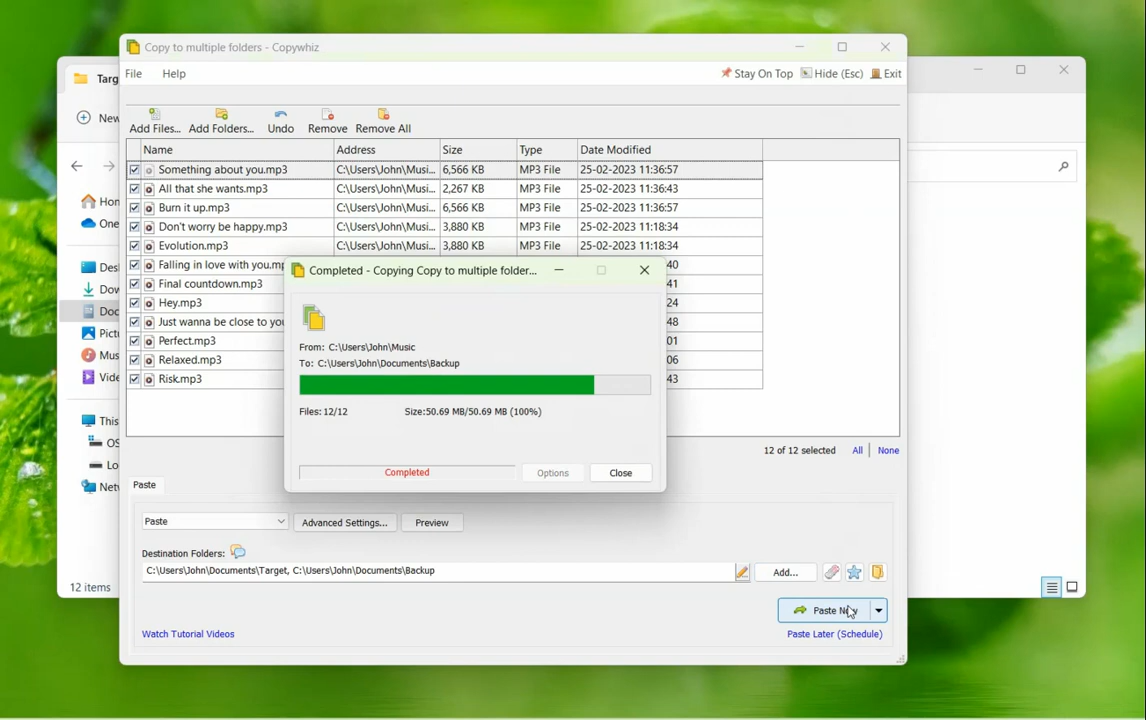 Copy to multiple folders - Copywhiz
Targ
File Help Stay On Top Hide (Esc) Exit
New
Add Files... Add Folders... Undo Remove Remove All
Name Address Size Type Date Modified
Something about you.mp3 C:\Users\John\Musi... 6,566 KB MP3 File 25-02-2023 11:36:57
All that she wants.mp3 C:\Users\John\Musi... 2,267 KB MP3 File 25-02-2023 11:36:43
Burn it up.mp3 C:\Users\John\Musi... 6,566 KB MP3 File 25-02-2023 11:36:57
Don't worry be happy.mp3 C:\Users\John\Musi... 3,880 KB MP3 File 25-02-2023 11:18:34
Evolution.mp3 C:\Users\John\Musi... 3,880 KB MP3 File 25-02-2023 11:18:34
Falling in love with you.mp 40
Final countdown.mp3 41
Hey.mp3 24
Just wanna be close to yo 48
Perfect.mp3 01
Relaxed.mp3 06
Risk.mp3 43
Hon
One
Desl
Dow
Doc
Pictu
Mus
Vide
This
OS
Lo
Netv
12 items
Completed - Copying Copy to multiple folder...
From: C:\Users\John\Music
To: C:\Users\John\Documents\Backup
Files: 12/12 Size:50.69 MB/50.69 MB (100%)
Completed Options Close
12 of 12 selected All None
Paste
Paste Advanced Settings... Preview
Destination Folders:
C:\Users\John\Documents\Target, C:\Users\John\Documents\Backup Add...
Paste Now
Watch Tutorial Videos Paste Later (Schedule)